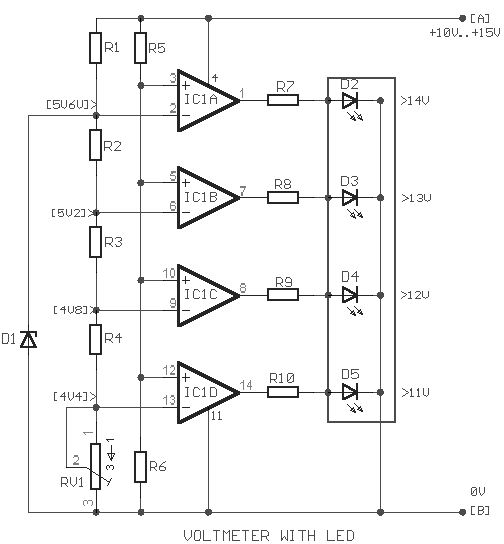 [A]
+10V..+15V
R1
R5
3
4
[5V6V]
2
IC1A
1
R7
D2
>14V
R2
5
6
IC1B
7
R8
D3
>13V
[5V2]
R3
10
9
IC1C
8
R9
D4
>12V
[4V8]
D1
R4
12
13
IC1D
14
11
R10
D5
>11V
[4V4]
1
2
3
1
3
RV1
R6
0V
[B]
VOLTMETER WITH LED